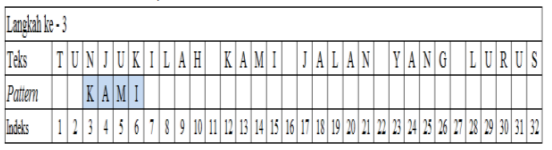 Langkah ke - 3
Teks T U N J U K I L A H K A M I J A L A N Y A N G L U R U S
Pattern K A M I
Indeks 1 2 3 4 5 6 7 8 9 10 11 12 13 14 15 16 17 18 19 20 21 22 23 24 25 26 27 28 29 30 31 32